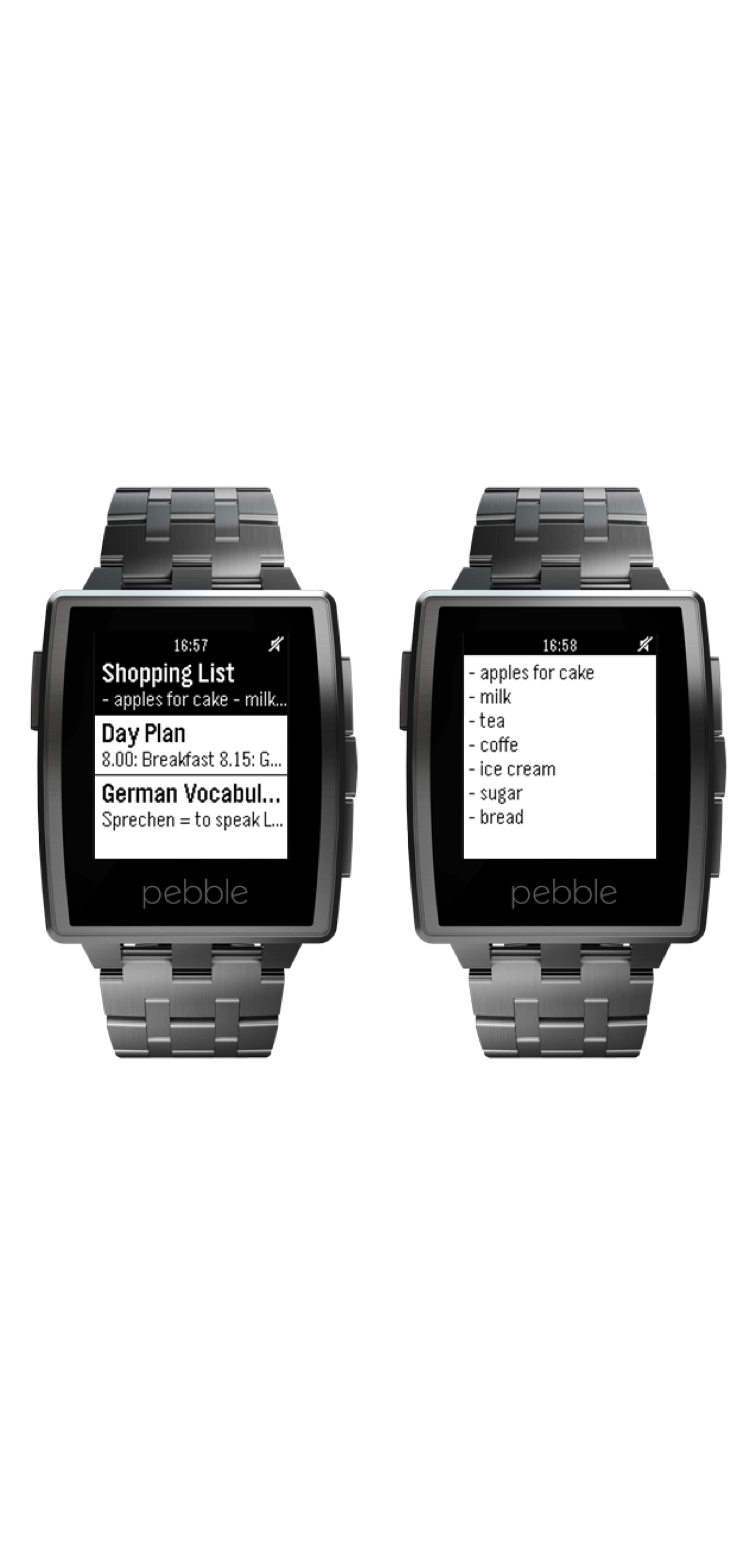 16:57
Shopping List
- apples for cake - milk...
Day Plan
8.00: Breakfast 8.15: G...
German Vocabul...
Sprechen = to speak L...
pebble
16:58
- apples for cake
- milk
- tea
- coffe
- ice cream
- sugar
- bread
pebble